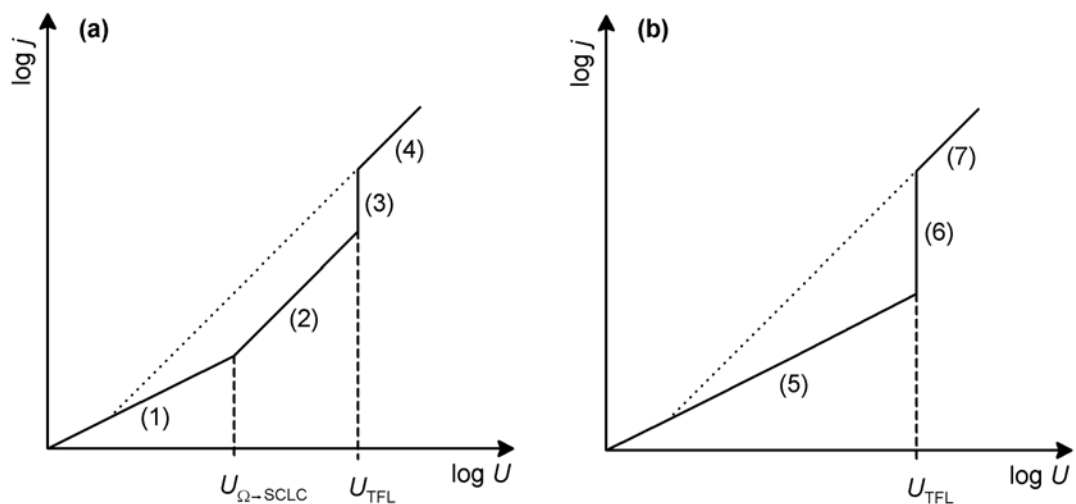 (a)
log j
(4)
(3)
(2)
(1)
U_Ω→SCLC
U_TFL
log U
(b)
log j
(7)
(6)
(5)
U_TFL
log U